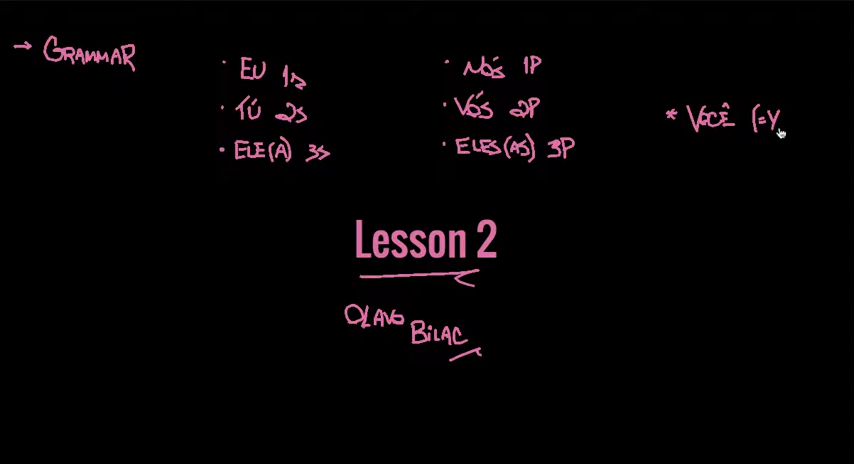 → GRAMMAR
· EU 1s
· TÚ 2s
· ELE(A) 3s
· NÓS 1P
· VÓS 2P
· ELES(AS) 3P
* VOCÊ (=Y
Lesson 2
OLAVO
BILAC